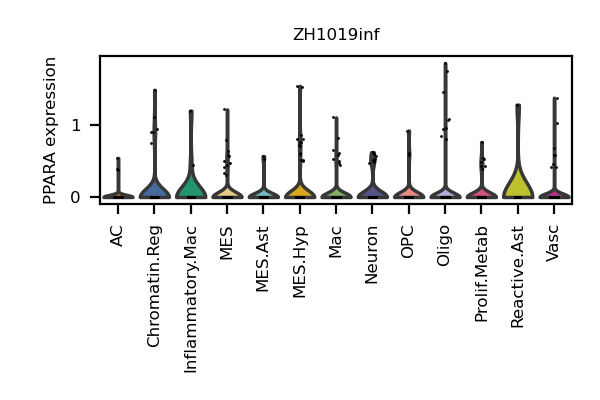 ZH1019inf
PPARA expression
1
0
AC
Chromatin.Reg
Inflammatory.Mac
MES
MES.Ast
MES.Hyp
Mac
Neuron
OPC
Oligo
Prolif.Metab
Reactive.Ast
Vasc